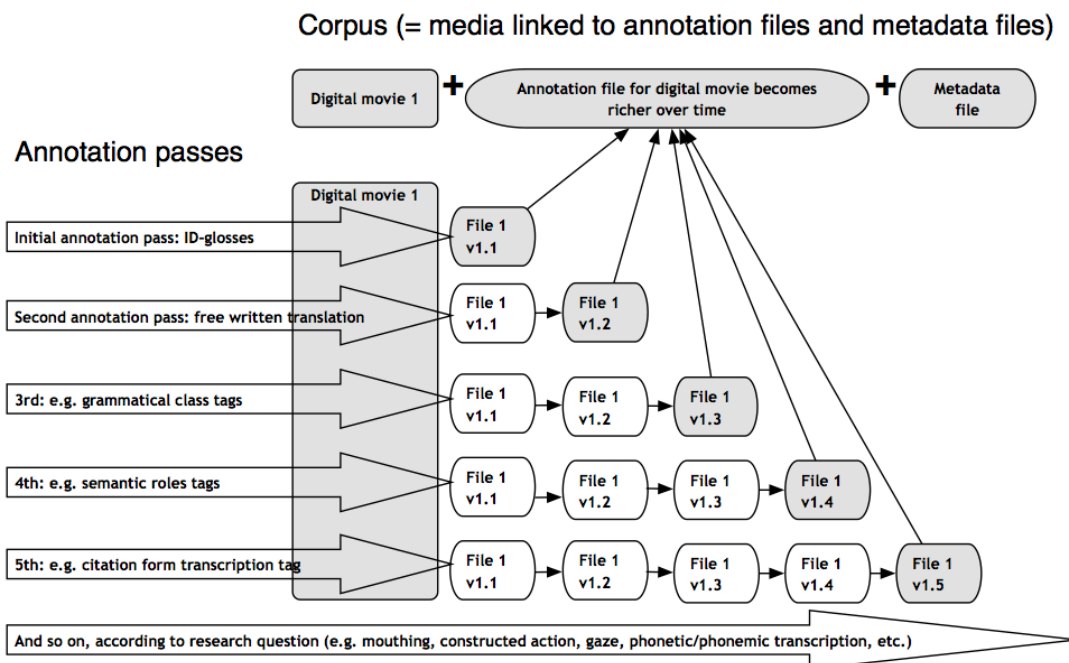 Corpus (= media linked to annotation files and metadata files)
Digital movie 1
+
Annotation file for digital movie becomes
richer over time
+
Metadata
file
Annotation passes
Digital movie 1
Initial annotation pass: ID-glosses
File 1
v1.1
Second annotation pass: free written translation
File 1
v1.1
File 1
v1.2
3rd: e.g. grammatical class tags
File 1
v1.1
File 1
v1.2
File 1
v1.3
4th: e.g. semantic roles tags
File 1
v1.1
File 1
v1.2
File 1
v1.3
File 1
v1.4
5th: e.g. citation form transcription tag
File 1
v1.1
File 1
v1.2
File 1
v1.3
File 1
v1.4
File 1
v1.5
And so on, according to research question (e.g. mouthing, constructed action, gaze, phonetic/phonemic transcription, etc.)